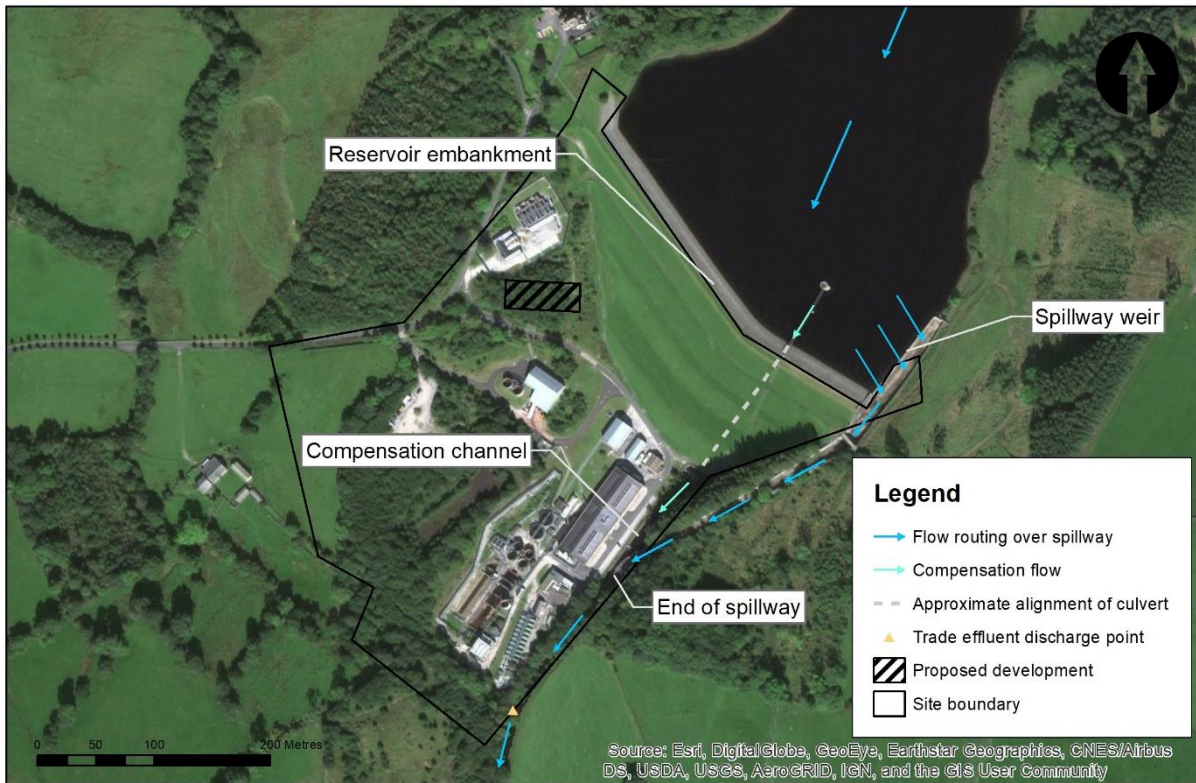 Reservoir embankment
Spillway weir
Compensation channel
End of spillway
Legend
Flow routing over spillway
Compensation flow
Approximate alignment of culvert
Trade effluent discharge point
Proposed development
Site boundary
0 50 100 200 Metres
Source: Esri, DigitalGlobe, GeoEye, Earthstar Geographics, CNES/Airbus
DS, USDA, USGS, AeroGRID, IGN, and the GIS User Community